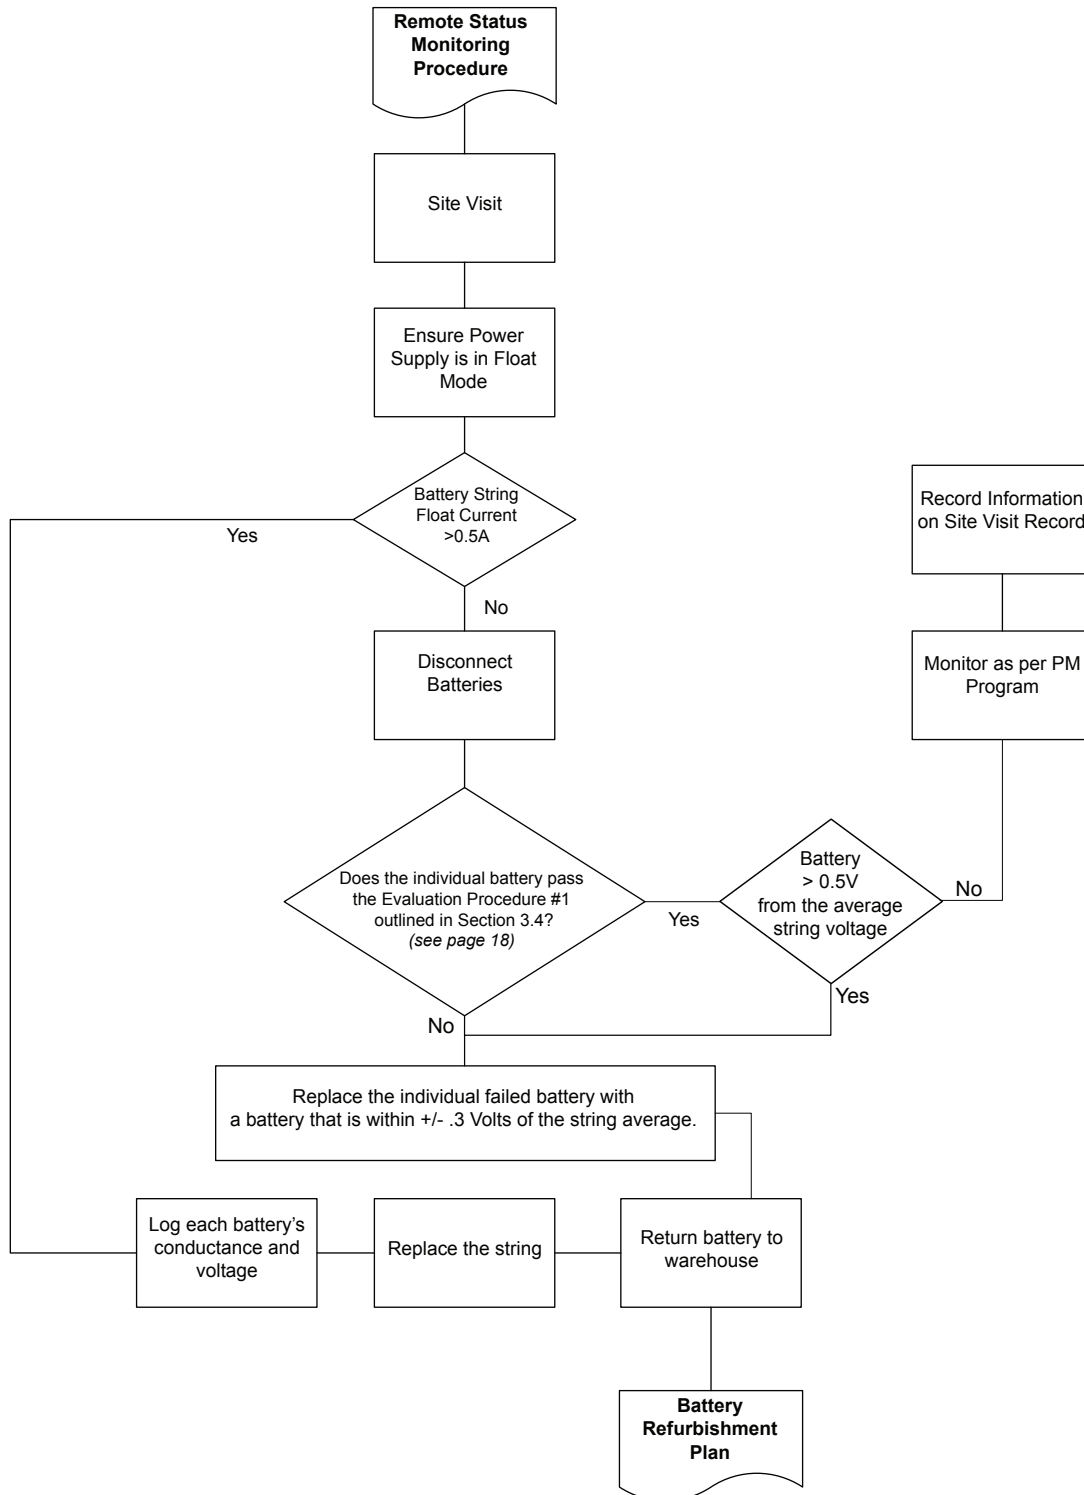 Remote Status
Monitoring
Procedure
Site Visit
Ensure Power
Supply is in Float
Mode
Battery String
Float Current
>0.5A
Yes
No
Disconnect
Batteries
Record Information
on Site Visit Record
Monitor as per PM
Program
Does the individual battery pass
the Evaluation Procedure #1
outlined in Section 3.4?
(see page 18)
Yes
Battery
> 0.5V
from the average
string voltage
No
Yes
No
Replace the individual failed battery with
a battery that is within +/- .3 Volts of the string average.
Log each battery’s
conductance and
voltage
Replace the string
Return battery to
warehouse
Battery
Refurbishment
Plan